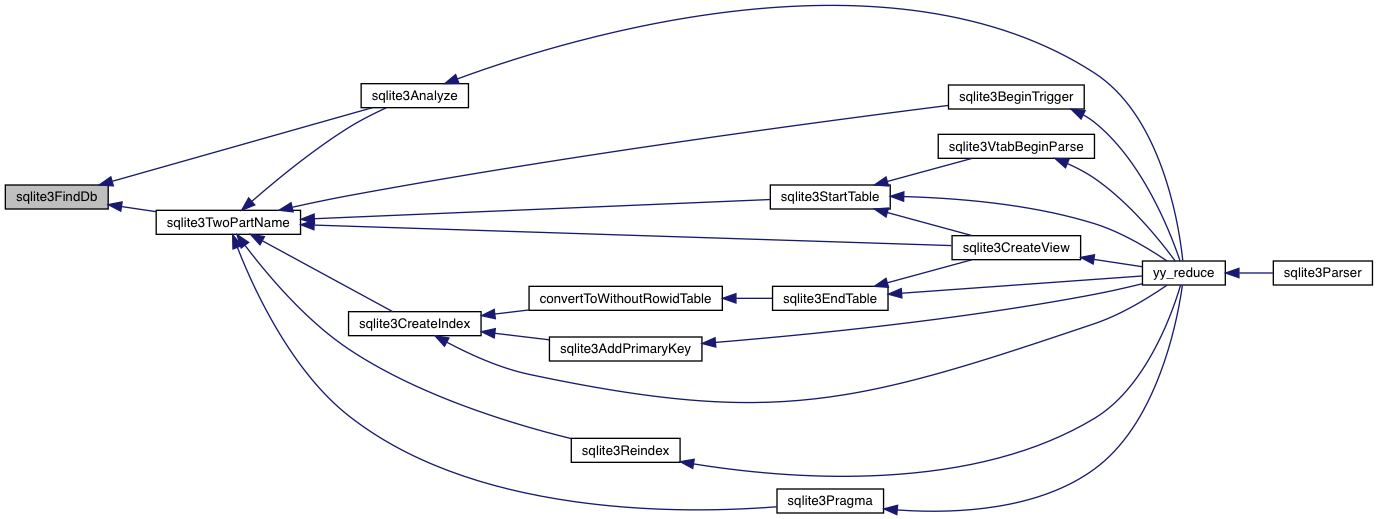 sqlite3Analyze
sqlite3BeginTrigger
sqlite3VtabBeginParse
sqlite3FindDb
sqlite3StartTable
sqlite3TwoPartName
sqlite3CreateView
yy_reduce
sqlite3Parser
convertToWithoutRowidTable
sqlite3EndTable
sqlite3CreateIndex
sqlite3AddPrimaryKey
sqlite3Reindex
sqlite3Pragma